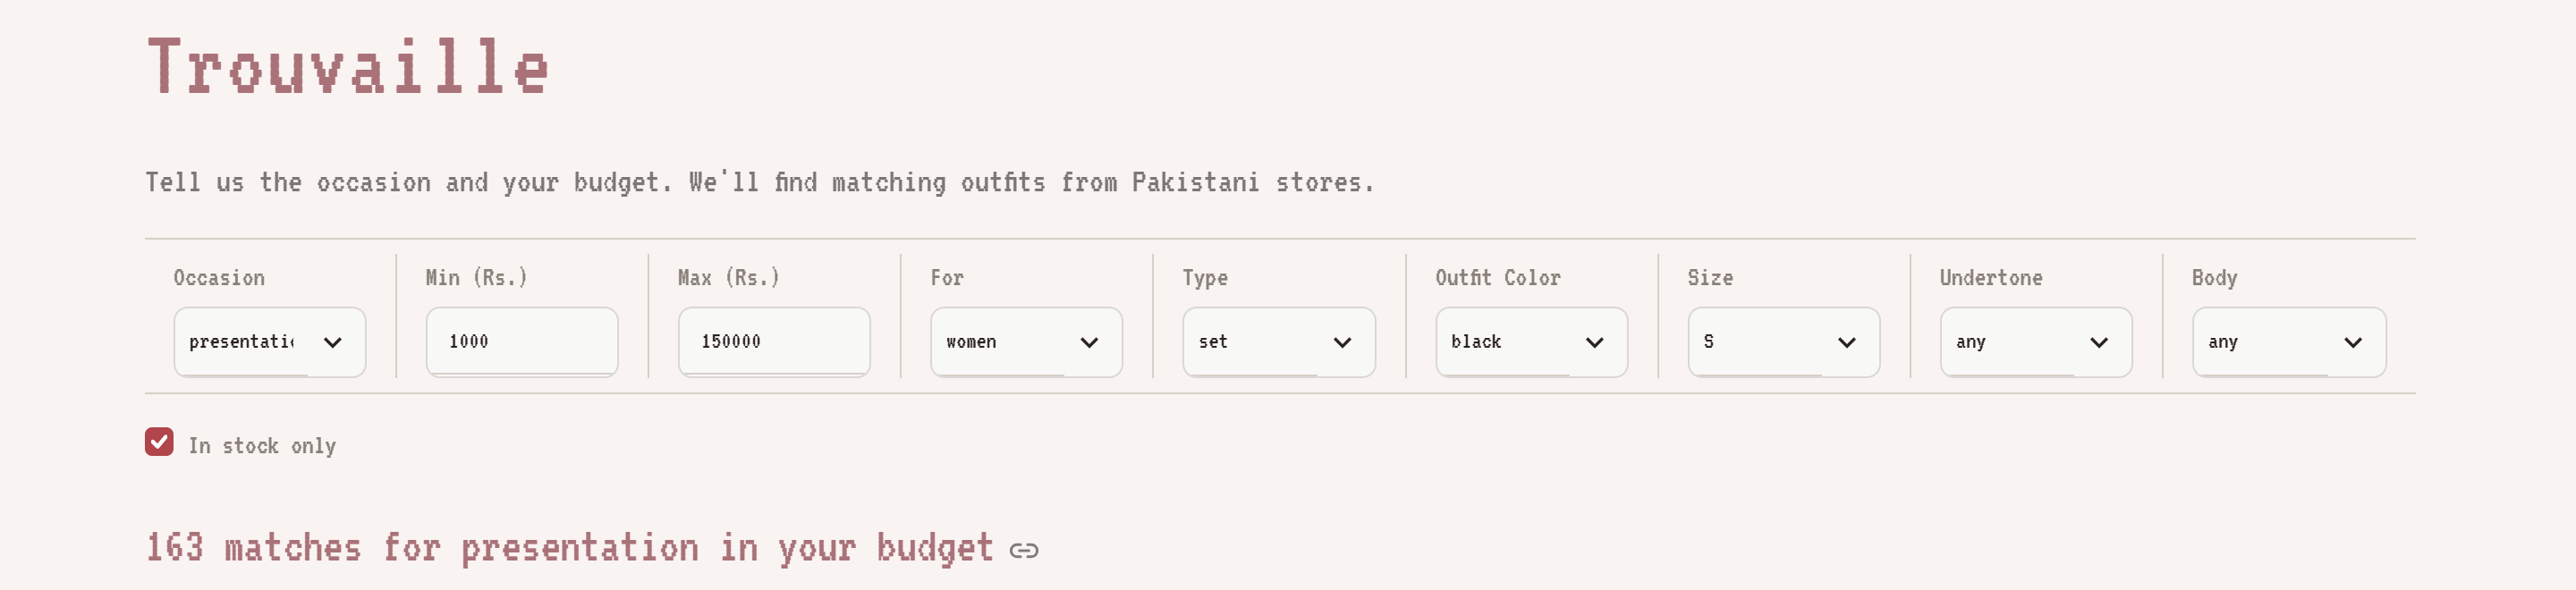 Trouvaille
Tell us the occasion and your budget. We'll find matching outfits from Pakistani stores.
Occasion Min (Rs.) Max (Rs.) For Type Outfit Color Size Undertone Body
presentati 1000 150000 women set black S any any
In stock only
163 matches for presentation in your budget